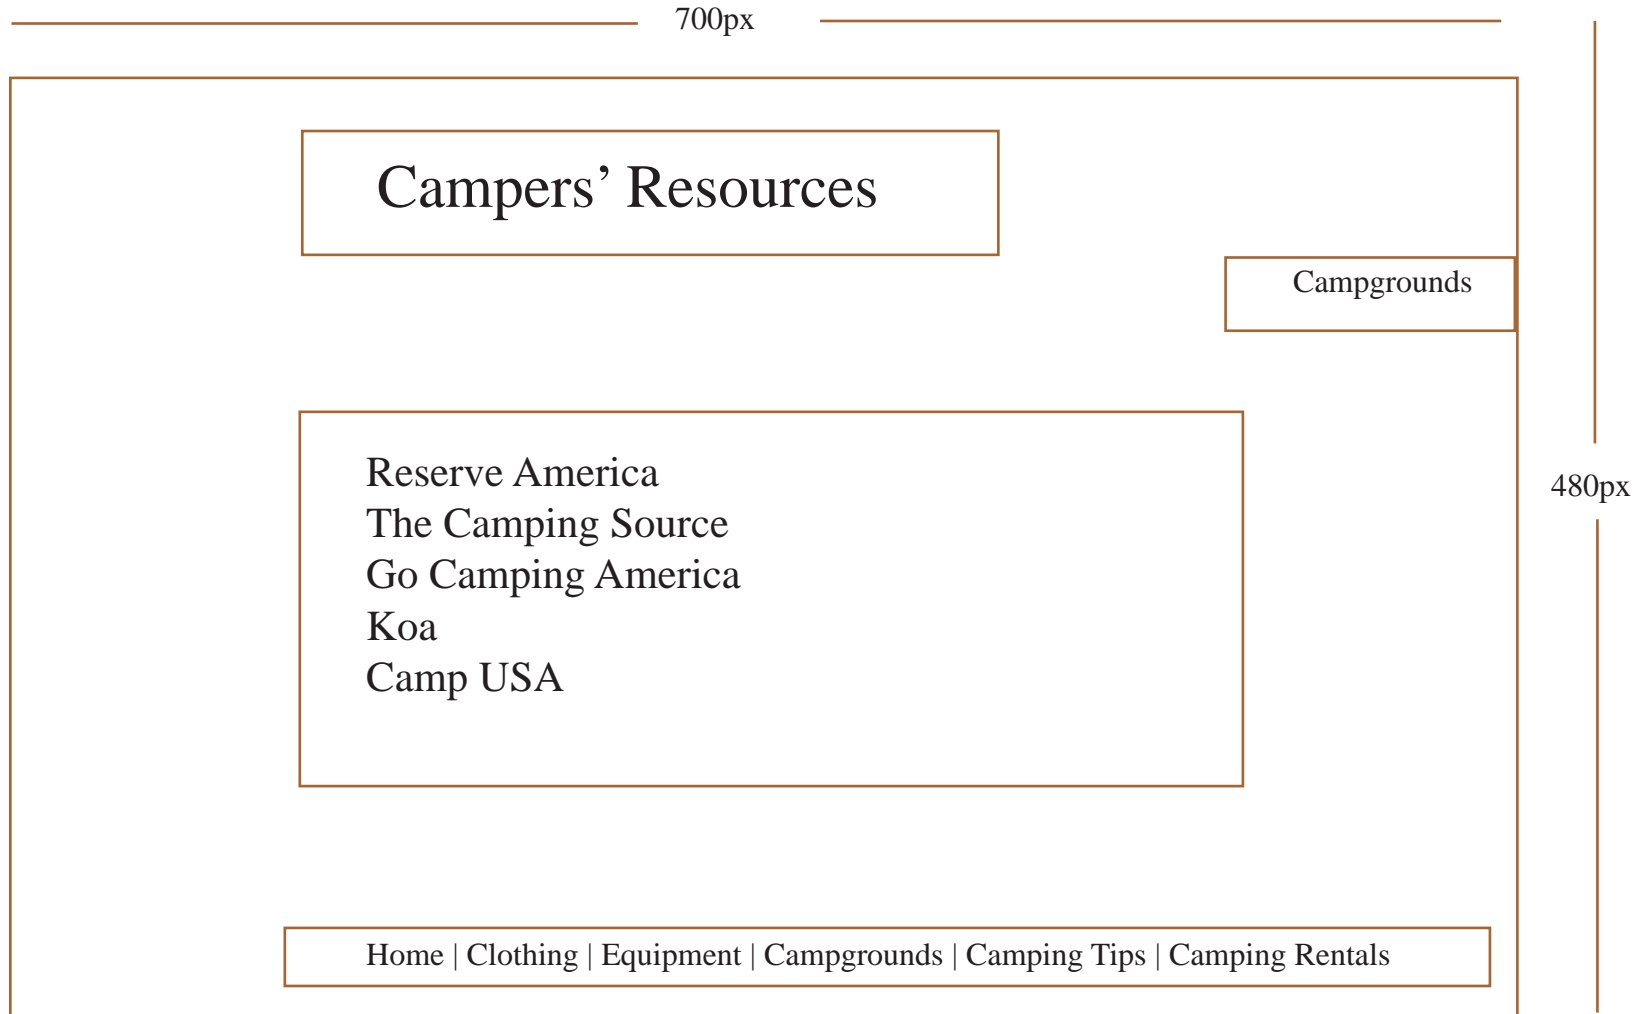 700px
Campers’ Resources
Campgrounds
Reserve America
480px
The Camping Source
Go Camping America
Koa
Camp USA
Home | Clothing | Equipment | Campgrounds | Camping Tips | Camping Rentals